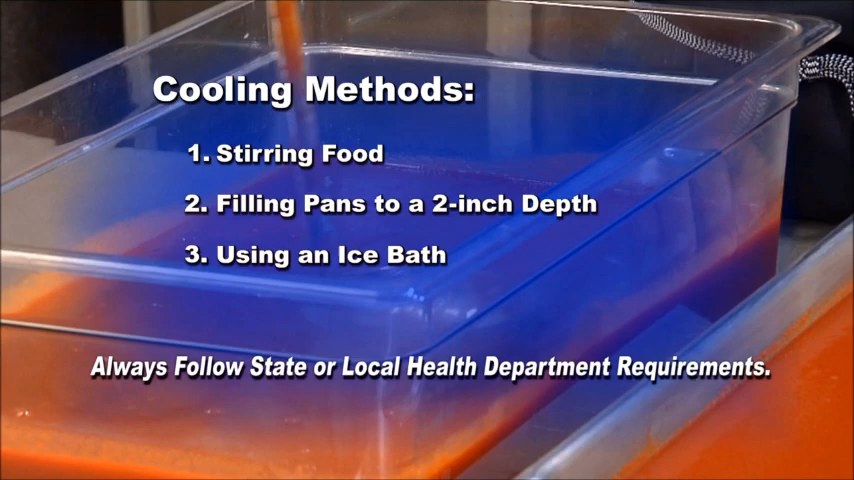 Cooling Methods:
1. Stirring Food
2. Filling Pans to a 2-inch Depth
3. Using an Ice Bath
Always Follow State or Local Health Department Requirements.